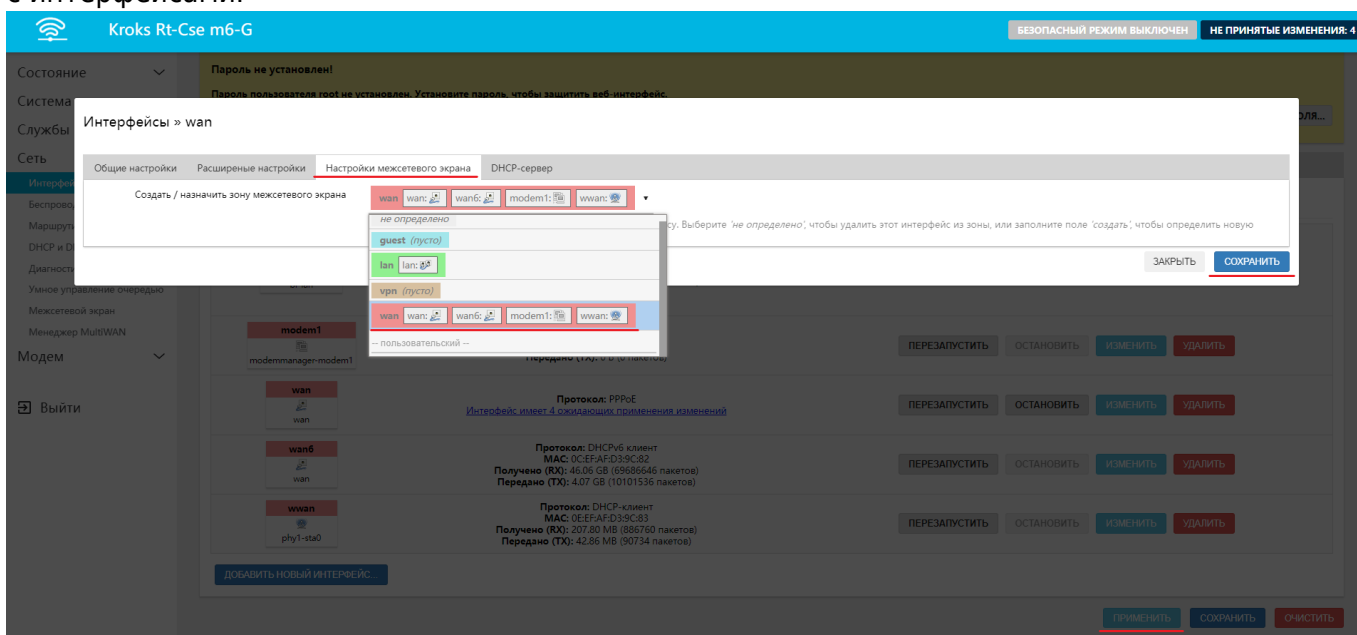 с интерфейсами.
Kroks Rt-Cse m6-G
БЕЗОПАСНЫЙ РЕЖИМ ВЫКЛЮЧЕН
НЕ ПРИНЯТЫЕ ИЗМЕНЕНИЯ: 4
Состояние
Система
Службы
Сеть
Беспрово
Маршрут
DHCP и D
Диагност
Умное управление очередью
Межсетевой экран
Менеджер MultiWAN
Модем
Выйти
Пароль не установлен!
Пароль пользователя root не установлен. Установите пароль, чтобы защитить веб-интерфейс.
Интерфейсы » wan
Общие настройки Расширеные настройки Настройки межсетевого экрана DHCP-сервер
Создать / назначить зону межсетевого экрана
wan wan: wan6: modem1: wwan:
не определено
guest (пусто)
lan lan:
vpn (пусто)
wan wan: wan6: modem1: wwan:
-- пользовательский --
су. Выберите 'не определено', чтобы удалить этот интерфейс из зоны, или заполните поле 'создать', чтобы определить новую
ЗАКРЫТЬ СОХРАНИТЬ
modem1
modemmanager-modem1
ПЕРЕЗАПУСТИТЬ ОСТАНОВИТЬ ИЗМЕНИТЬ УДАЛИТЬ
wan
wan
Протокол: PPPoE
Интерфейс имеет 4 ожидающих применения изменений
ПЕРЕЗАПУСТИТЬ ОСТАНОВИТЬ ИЗМЕНИТЬ УДАЛИТЬ
wan6
wan
Протокол: DHCPv6 клиент
MAC: 0C:EF:AF:D3:9C:82
Получено (RX): 46.06 GB (69686646 пакетов)
Передано (TX): 4.07 GB (10101536 пакетов)
ПЕРЕЗАПУСТИТЬ ОСТАНОВИТЬ ИЗМЕНИТЬ УДАЛИТЬ
wwan
phy1-sta0
Протокол: DHCP-клиент
MAC: 0E:EF:AF:D3:9C:83
Получено (RX): 207.80 MB (886760 пакетов)
Передано (TX): 42.86 MB (90734 пакетов)
ПЕРЕЗАПУСТИТЬ ОСТАНОВИТЬ ИЗМЕНИТЬ УДАЛИТЬ
ДОБАВИТЬ НОВЫЙ ИНТЕРФЕЙС...
ПРИМЕНИТЬ СОХРАНИТЬ ОЧИСТИТЬ